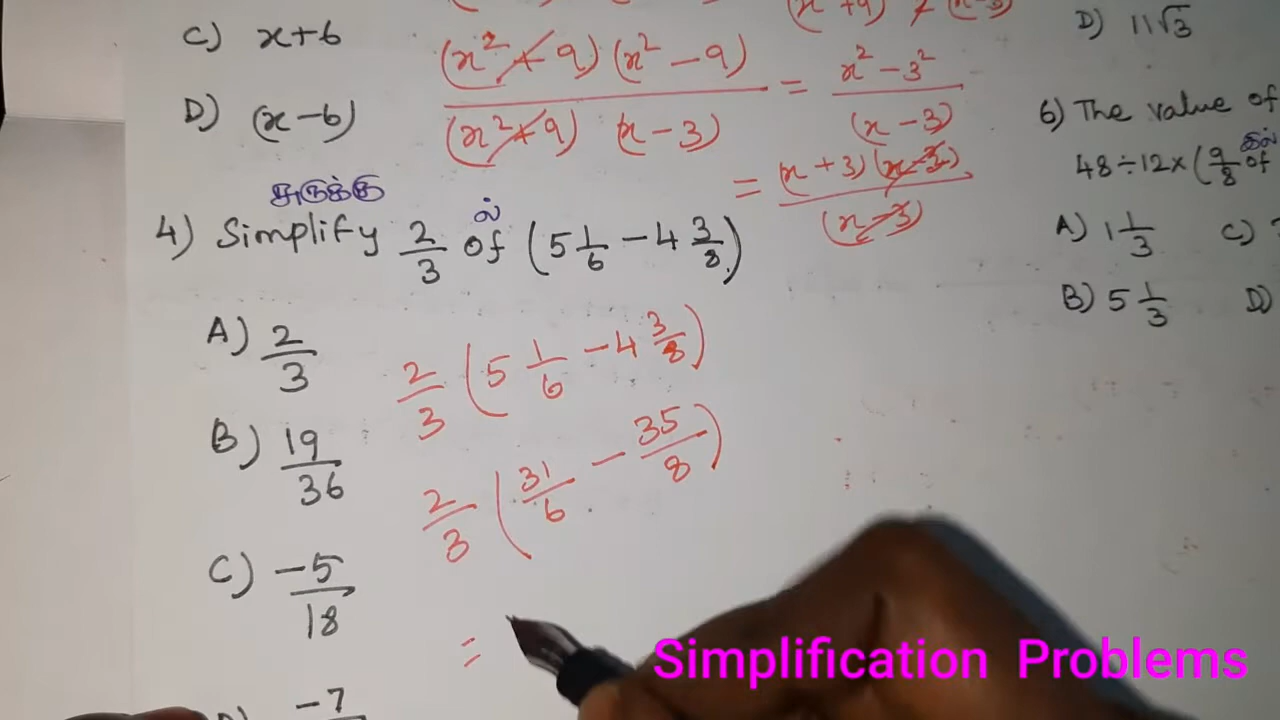 C) x+6
(x² + 9) (x² - 9) / (x² + 9) (x - 3) = x² - 3² / (x - 3)
D) (x-6)
= (x + 3) (x - 3) / (x - 3)
சுருக்கு
ல்
4) Simplify 2/3 of (5 1/6 - 4 3/8)
A) 2/3
2/3 (5 1/6 - 4 3/8)
B) 19/36
2/3 (31/6 - 35/8)
C) -5/18
=
-7
D) 11√3
6) The value of
இல்
48÷12×(9/8 of
A) 1 1/3 C)
B) 5 1/3 D)
Simplification Problems